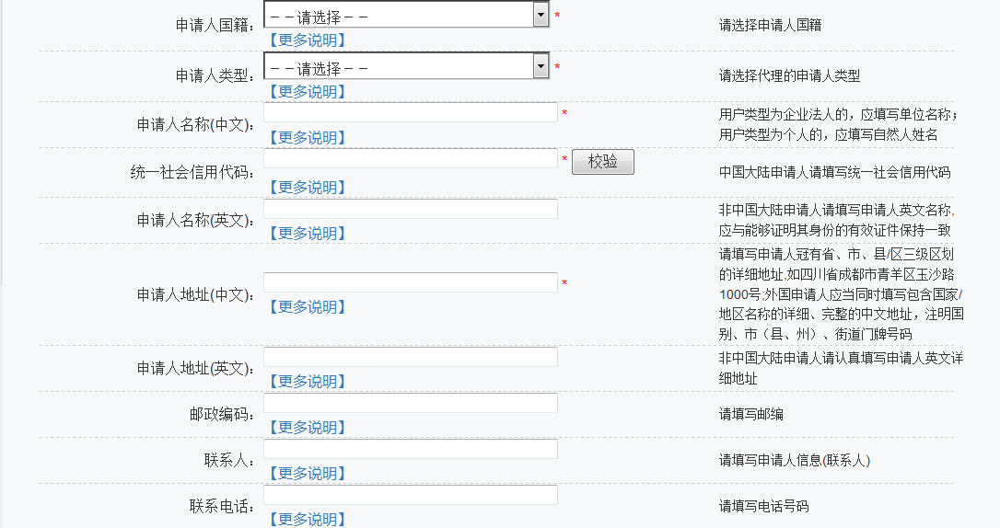 申请人国籍： －－请选择－－ * 请选择申请人国籍
【更多说明】
申请人类型： －－请选择－－ * 请选择代理的申请人类型
【更多说明】
申请人名称(中文)： * 用户类型为企业法人的，应填写单位名称；
用户类型为个人的，应填写自然人姓名
【更多说明】
统一社会信用代码： * 校验 中国大陆申请人请填写统一社会信用代码
【更多说明】
申请人名称(英文)： 非中国大陆申请人请填写申请人英文名称,
应与能够证明其身份的有效证件保持一致
【更多说明】
申请人地址(中文)： * 请填写申请人冠有省、市、县/区三级区划
的详细地址,如四川省成都市青羊区玉沙路
1000号;外国申请人应当同时填写包含国家/
地区名称的详细、完整的中文地址，注明国
别、市（县、州）、街道门牌号码
【更多说明】
申请人地址(英文)： 非中国大陆申请人请认真填写申请人英文详
细地址
【更多说明】
邮政编码： 请填写邮编
【更多说明】
联系人： 请填写申请人信息(联系人)
【更多说明】
联系电话： 请填写电话号码
【更多说明】